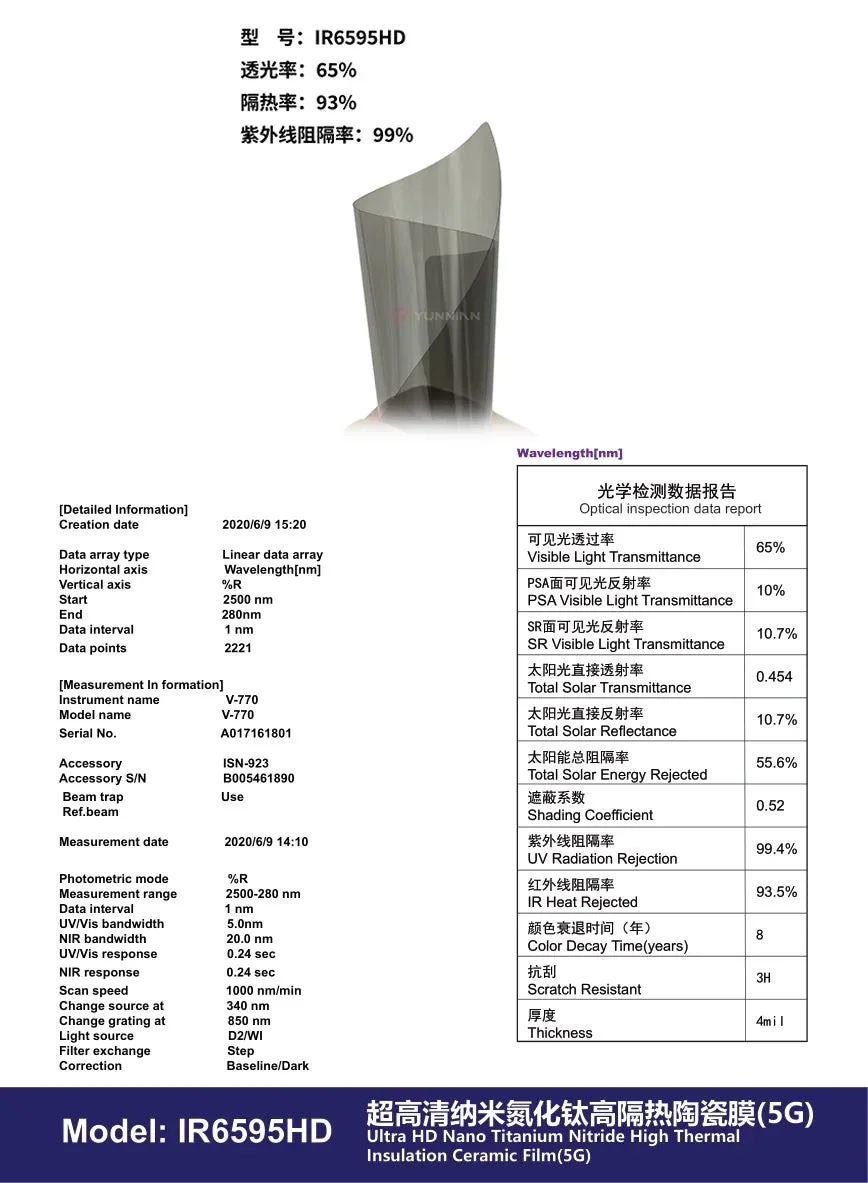 型 号：IR6595HD
透光率：65%
隔热率：93%
紫外线阻隔率：99%
YUNNIAN
Wavelength[nm]
[Detailed Information]
Creation date 2020/6/9 15:20
Data array type Linear data array
Horizontal axis Wavelength[nm]
Vertical axis %R
Start 2500 nm
End 280nm
Data interval 1 nm
Data points 2221
[Measurement In formation]
Instrument name V-770
Model name V-770
Serial No. A017161801
Accessory ISN-923
Accessory S/N B005461890
Beam trap Use
Ref.beam
Measurement date 2020/6/9 14:10
Photometric mode %R
Measurement range 2500-280 nm
Data interval 1 nm
UV/Vis bandwidth 5.0nm
NIR bandwidth 20.0 nm
UV/Vis response 0.24 sec
NIR response 0.24 sec
Scan speed 1000 nm/min
Change source at 340 nm
Change grating at 850 nm
Light source D2/WI
Filter exchange Step
Correction Baseline/Dark
光学检测数据报告
Optical inspection data report
可见光透过率
Visible Light Transmittance 65%
PSA面可见光反射率
PSA Visible Light Transmittance 10%
SR面可见光反射率
SR Visible Light Transmittance 10.7%
太阳光直接透射率
Total Solar Transmittance 0.454
太阳光直接反射率
Total Solar Reflectance 10.7%
太阳能总阻隔率
Total Solar Energy Rejected 55.6%
遮蔽系数
Shading Coefficient 0.52
紫外线阻隔率
UV Radiation Rejection 99.4%
红外线阻隔率
IR Heat Rejected 93.5%
颜色衰退时间（年）
Color Decay Time(years) 8
抗刮
Scratch Resistant 3H
厚度
Thickness 4mil
Model: IR6595HD
超高清纳米氮化钛高隔热陶瓷膜(5G)
Ultra HD Nano Titanium Nitride High Thermal
Insulation Ceramic Film(5G)